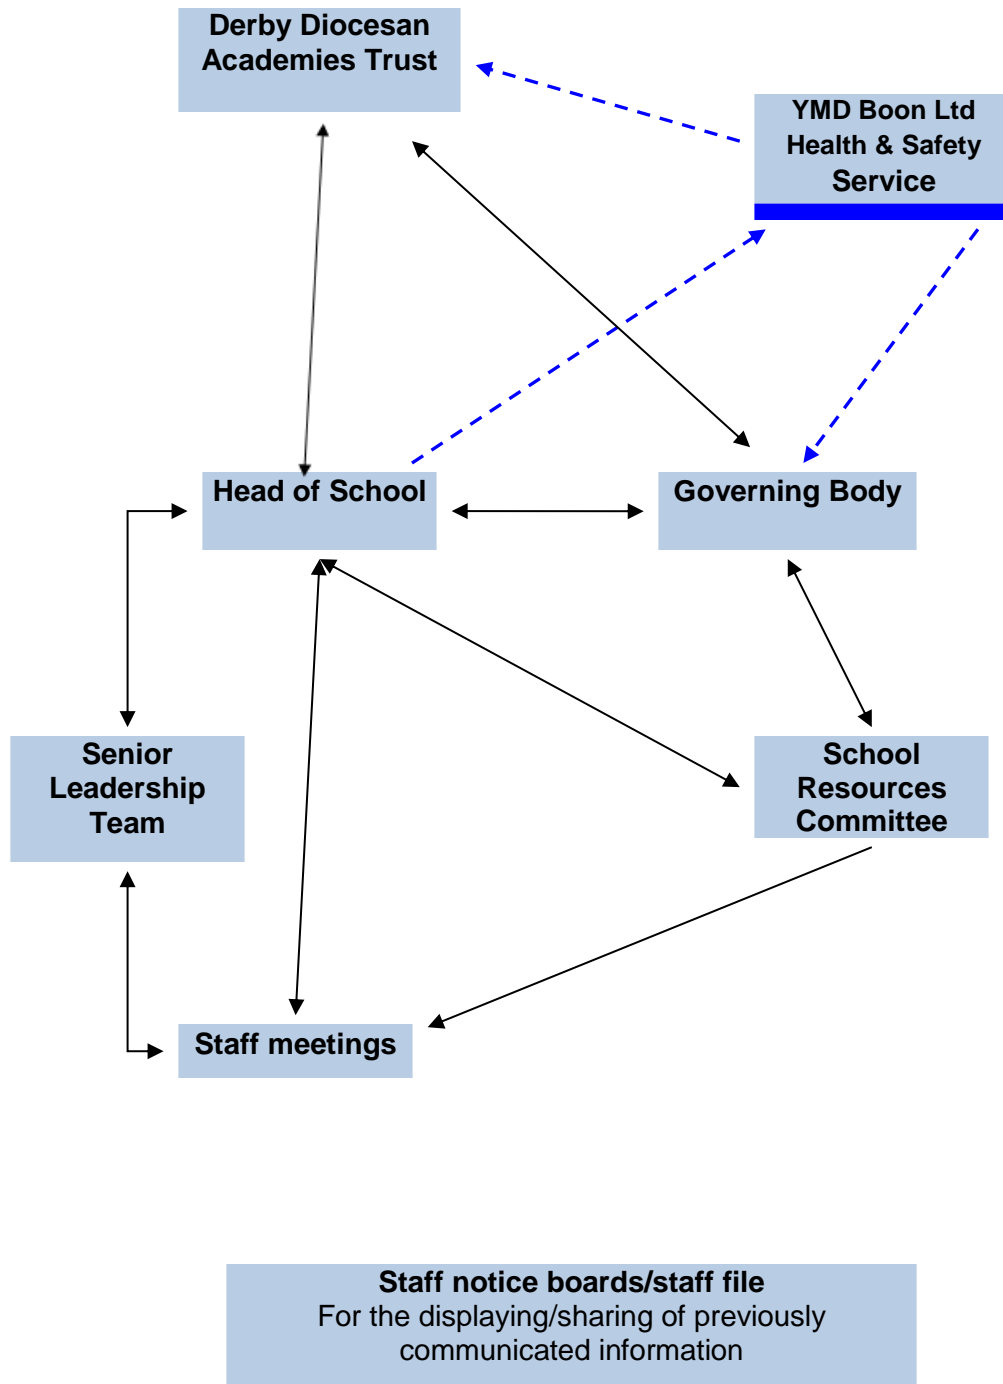 Derby Diocesan
Academies Trust
YMD Boon Ltd
Health & Safety
Service
Head of School
Governing Body
Senior
Leadership
Team
School
Resources
Committee
Staff meetings
Staff notice boards/staff file
For the displaying/sharing of previously
communicated information